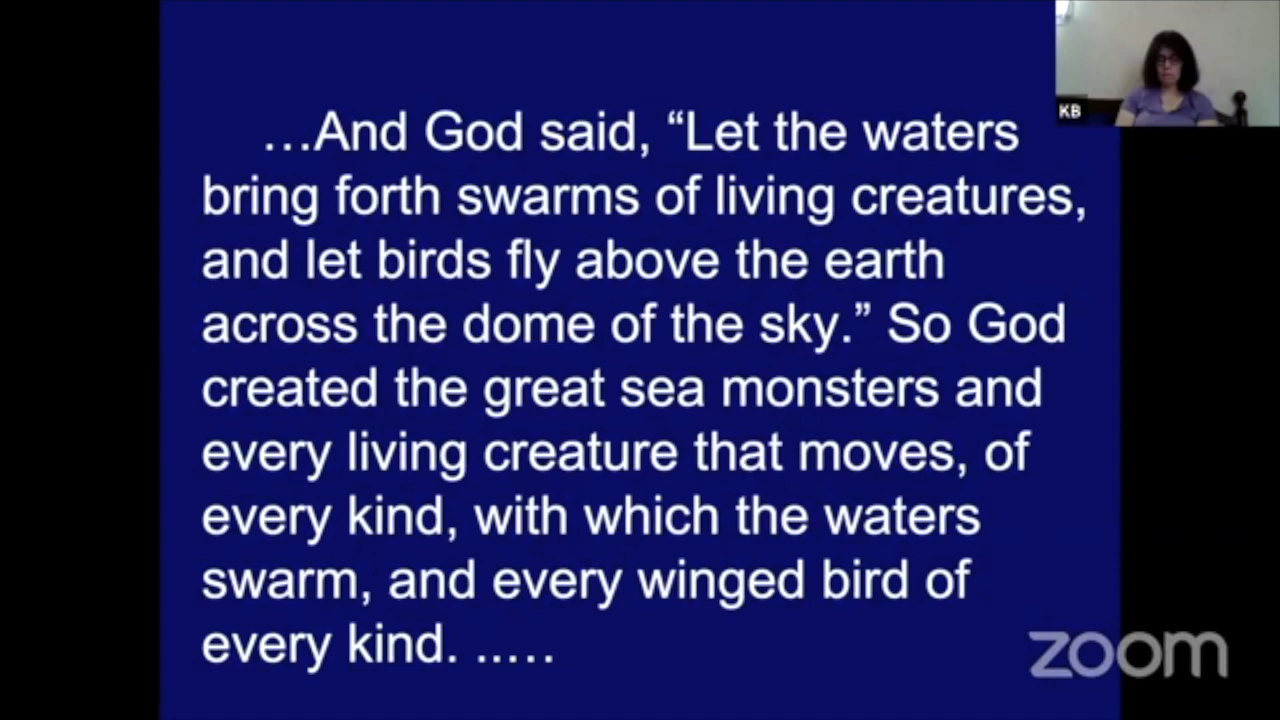 …And God said, “Let the waters
bring forth swarms of living creatures,
and let birds fly above the earth
across the dome of the sky.” So God
created the great sea monsters and
every living creature that moves, of
every kind, with which the waters
swarm, and every winged bird of
every kind. …..
KB
zoom